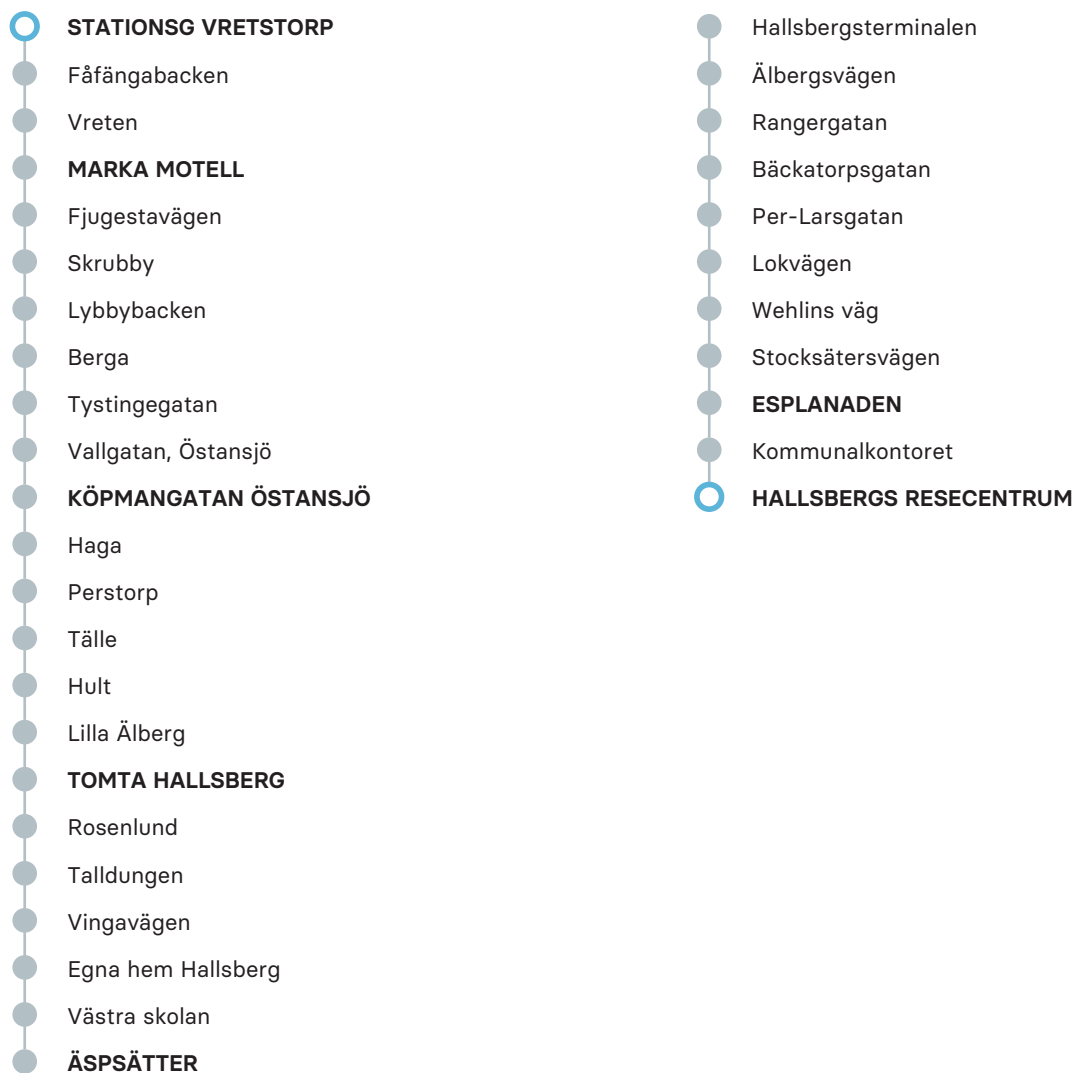 STATIONSG VRETSTORP
Fåfängabacken
Vreten
MARKA MOTELL
Fjugestavägen
Skrubby
Lybbybacken
Berga
Tystingegatan
Vallgatan, Östansjö
KÖPMANGATAN ÖSTANSJÖ
Haga
Perstorp
Tälle
Hult
Lilla Älberg
TOMTA HALLSBERG
Rosenlund
Talldungen
Vingavägen
Egna hem Hallsberg
Västra skolan
ÄSPSÄTTER
Hallsbergsterminalen
Älbergsvägen
Rangergatan
Bäckatorpsgatan
Per-Larsgatan
Lokvägen
Wehlins väg
Stocksätersvägen
ESPLANADEN
Kommunalkontoret
HALLSBERGS RESECENTRUM